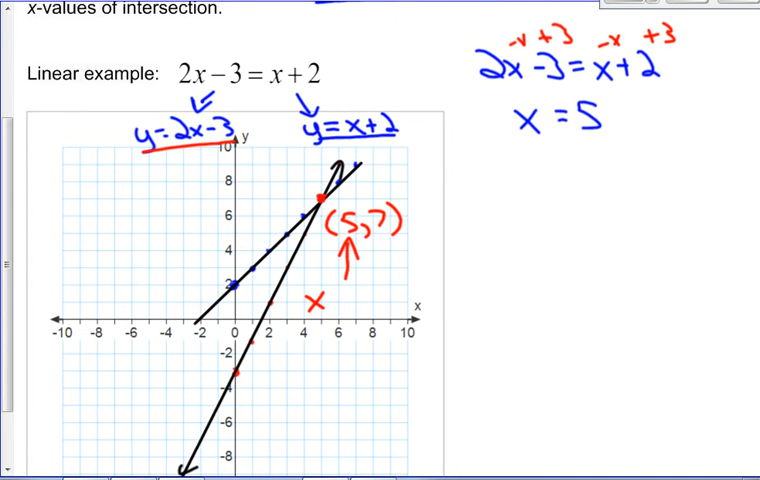 x-values of intersection.
-x +3 -x +3
Linear example: 2x − 3 = x + 2
2x -3 = x + 2
x = 5
y = 2x - 3
y = x + 2
y
10
8
6
(5,7)
4
2
x
x
-10 -8 -6 -4 -2 0 2 4 6 8 10
-2
-4
-6
-8